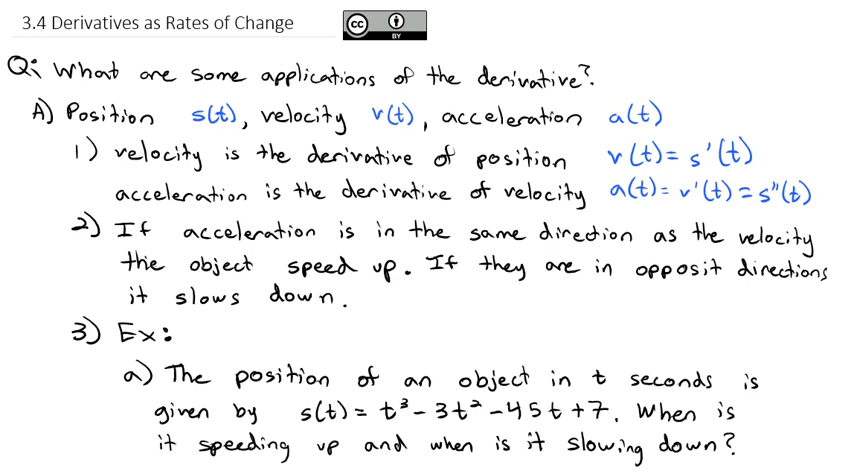 3.4 Derivatives as Rates of Change
cc BY
Q: What are some applications of the derivative?
A) Position s(t), velocity v(t), acceleration a(t)
1) velocity is the derivative of position v(t) = s'(t)
acceleration is the derivative of velocity a(t) = v'(t) = s"(t)
2) If acceleration is in the same direction as the velocity
the object speed up. If they are in opposit directions
it slows down.
3) Ex:
a) The position of an object in t seconds is
given by s(t) = t³ - 3t² - 45t + 7. When is
it speeding up and when is it slowing down?